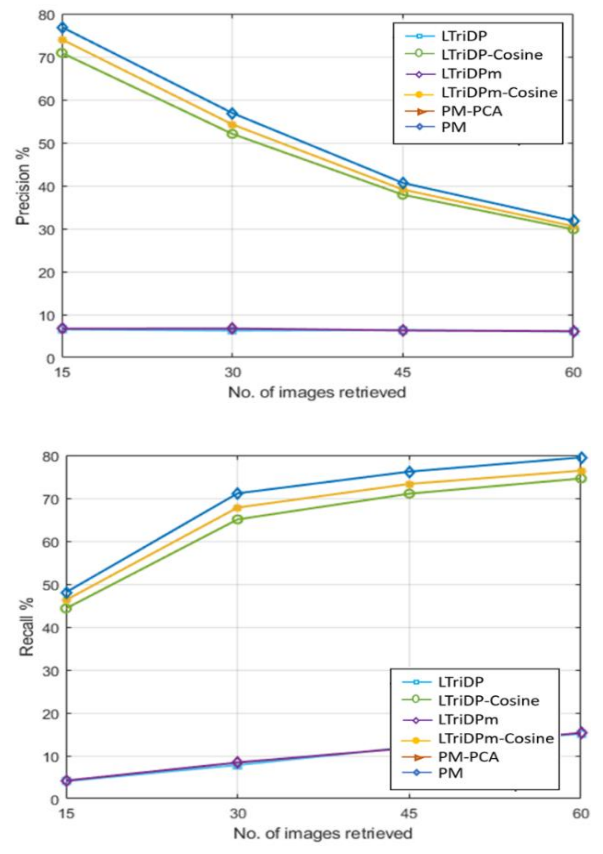 80
70
60
50
40
30
20
10
0
Precision %
15 30 45 60
No. of images retrieved
LTriDP
LTriDP-Cosine
LTriDPm
LTriDPm-Cosine
PM-PCA
PM
80
70
60
50
40
30
20
10
0
Recall %
15 30 45 60
No. of images retrieved
LTriDP
LTriDP-Cosine
LTriDPm
LTriDPm-Cosine
PM-PCA
PM